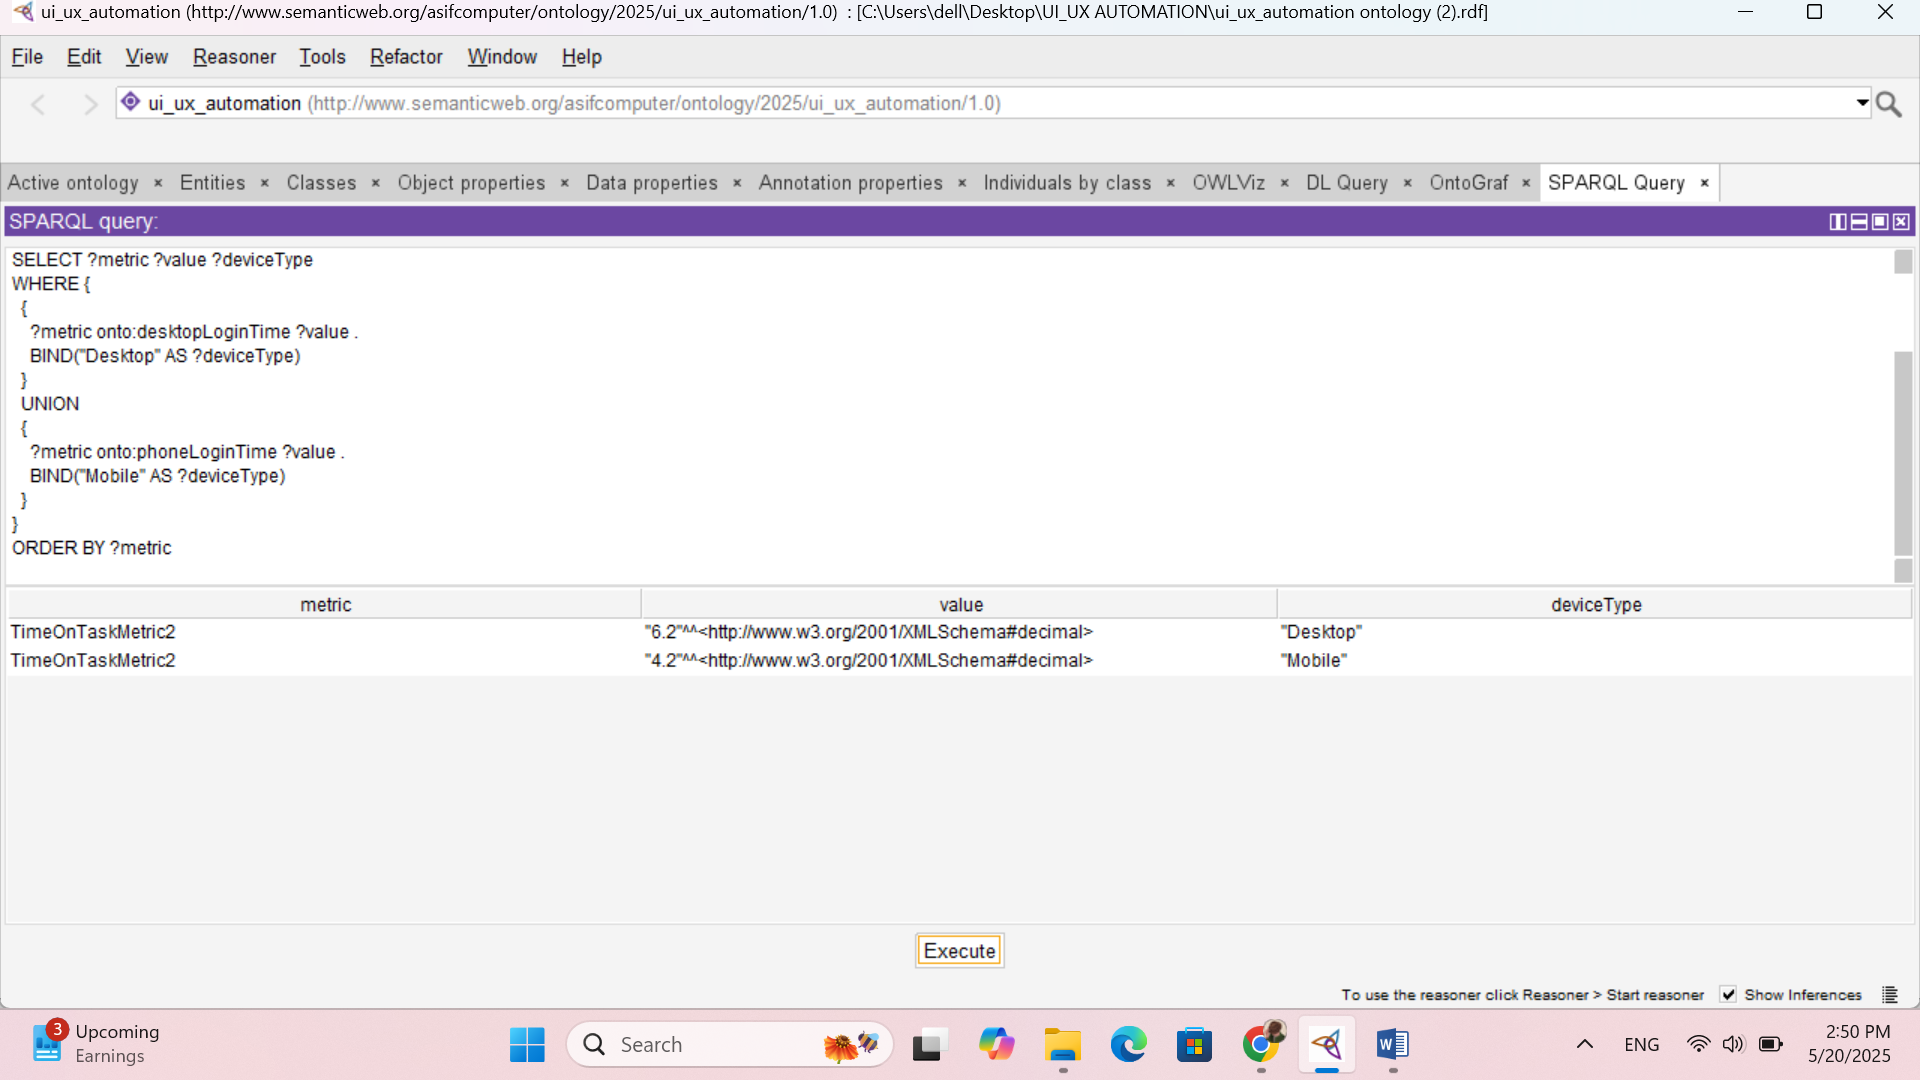 ui_ux_automation (http://www.semanticweb.org/asifcomputer/ontology/2025/ui_ux_automation/1.0) : [C:\Users\dell\Desktop\UI_UX AUTOMATION\ui_ux_automation ontology (2).rdf]
File Edit View Reasoner Tools Refactor Window Help
ui_ux_automation (http://www.semanticweb.org/asifcomputer/ontology/2025/ui_ux_automation/1.0)
Active ontology × Entities × Classes × Object properties × Data properties × Annotation properties × Individuals by class × OWLViz × DL Query × OntoGraf × SPARQL Query ×
SPARQL query:
SELECT ?metric ?value ?deviceType
WHERE {
{
?metric onto:desktopLoginTime ?value .
BIND("Desktop" AS ?deviceType)
}
UNION
{
?metric onto:phoneLoginTime ?value .
BIND("Mobile" AS ?deviceType)
}
}
ORDER BY ?metric
metric value deviceType
TimeOnTaskMetric2 "6.2"^^<http://www.w3.org/2001/XMLSchema#decimal> "Desktop"
TimeOnTaskMetric2 "4.2"^^<http://www.w3.org/2001/XMLSchema#decimal> "Mobile"
Execute
To use the reasoner click Reasoner > Start reasoner Show Inferences
3 Upcoming
Earnings
Search
ENG
2:50 PM
5/20/2025